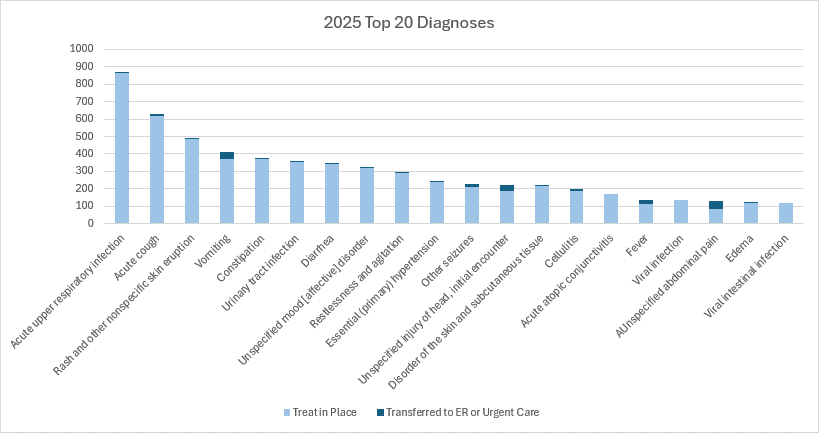 2025 Top 20 Diagnoses
1000
900
800
700
600
500
400
300
200
100
0
Acute upper respiratory infection
Acute cough
Rash and other nonspecific skin eruption
Vomiting
Constipation
Urinary tract infection
Diarrhea
Unspecified mood [affective] disorder
Restlessness and agitation
Essential (primary) hypertension
Other seizures
Unspecified injury of head, initial encounter
Disorder of the skin and subcutaneous tissue
Cellulitis
Acute atopic conjunctivitis
Fever
Viral infection
AUnspecified abdominal pain
Edema
Viral intestinal infection
Treat in Place
Transferred to ER or Urgent Care